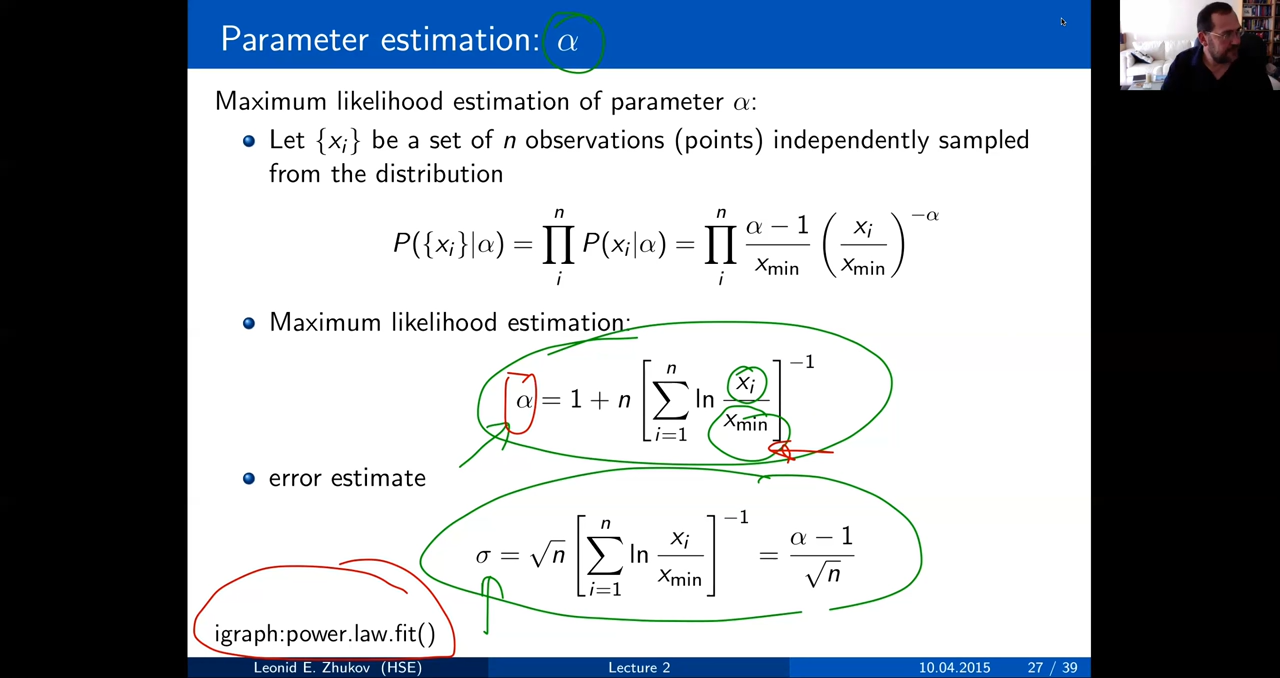 Parameter estimation: α
Maximum likelihood estimation of parameter α:
Let {xᵢ} be a set of n observations (points) independently sampled
from the distribution
P({xᵢ}|α) = ∏ᵢⁿ P(xᵢ|α) = ∏ᵢⁿ (α − 1)/x_min (xᵢ/x_min)^−α
Maximum likelihood estimation:
α = 1 + n [∑_{i=1}^n ln xᵢ/x_min]^−1
error estimate
σ = √n [∑_{i=1}^n ln xᵢ/x_min]^−1 = (α − 1)/√n
igraph:power.law.fit()
Leonid E. Zhukov (HSE) Lecture 2 10.04.2015 27 / 39